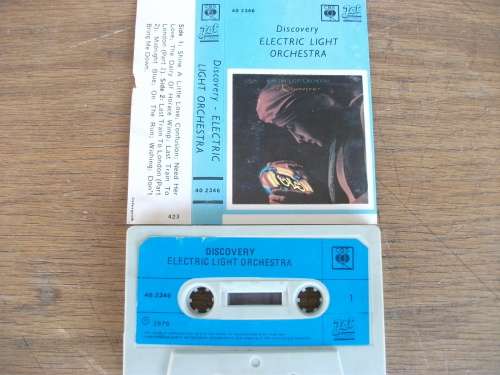 CBS
40 2346
Discovery
ELECTRIC LIGHT
ORCHESTRA
Discovery - ELECTRIC
LIGHT ORCHESTRA
40 2346
Side 1: Shine A Little Love; Confusion; Need Her
Love; The Diary Of Horace Wimp; Last Train To
London (Part 1). Side 2: Last Train To London (Part
2); Midnight Blue; On The Run; Wishing; Don't
Bring Me Down.
423
DISCOVERY
ELECTRIC LIGHT ORCHESTRA
CBS
40 2346
1